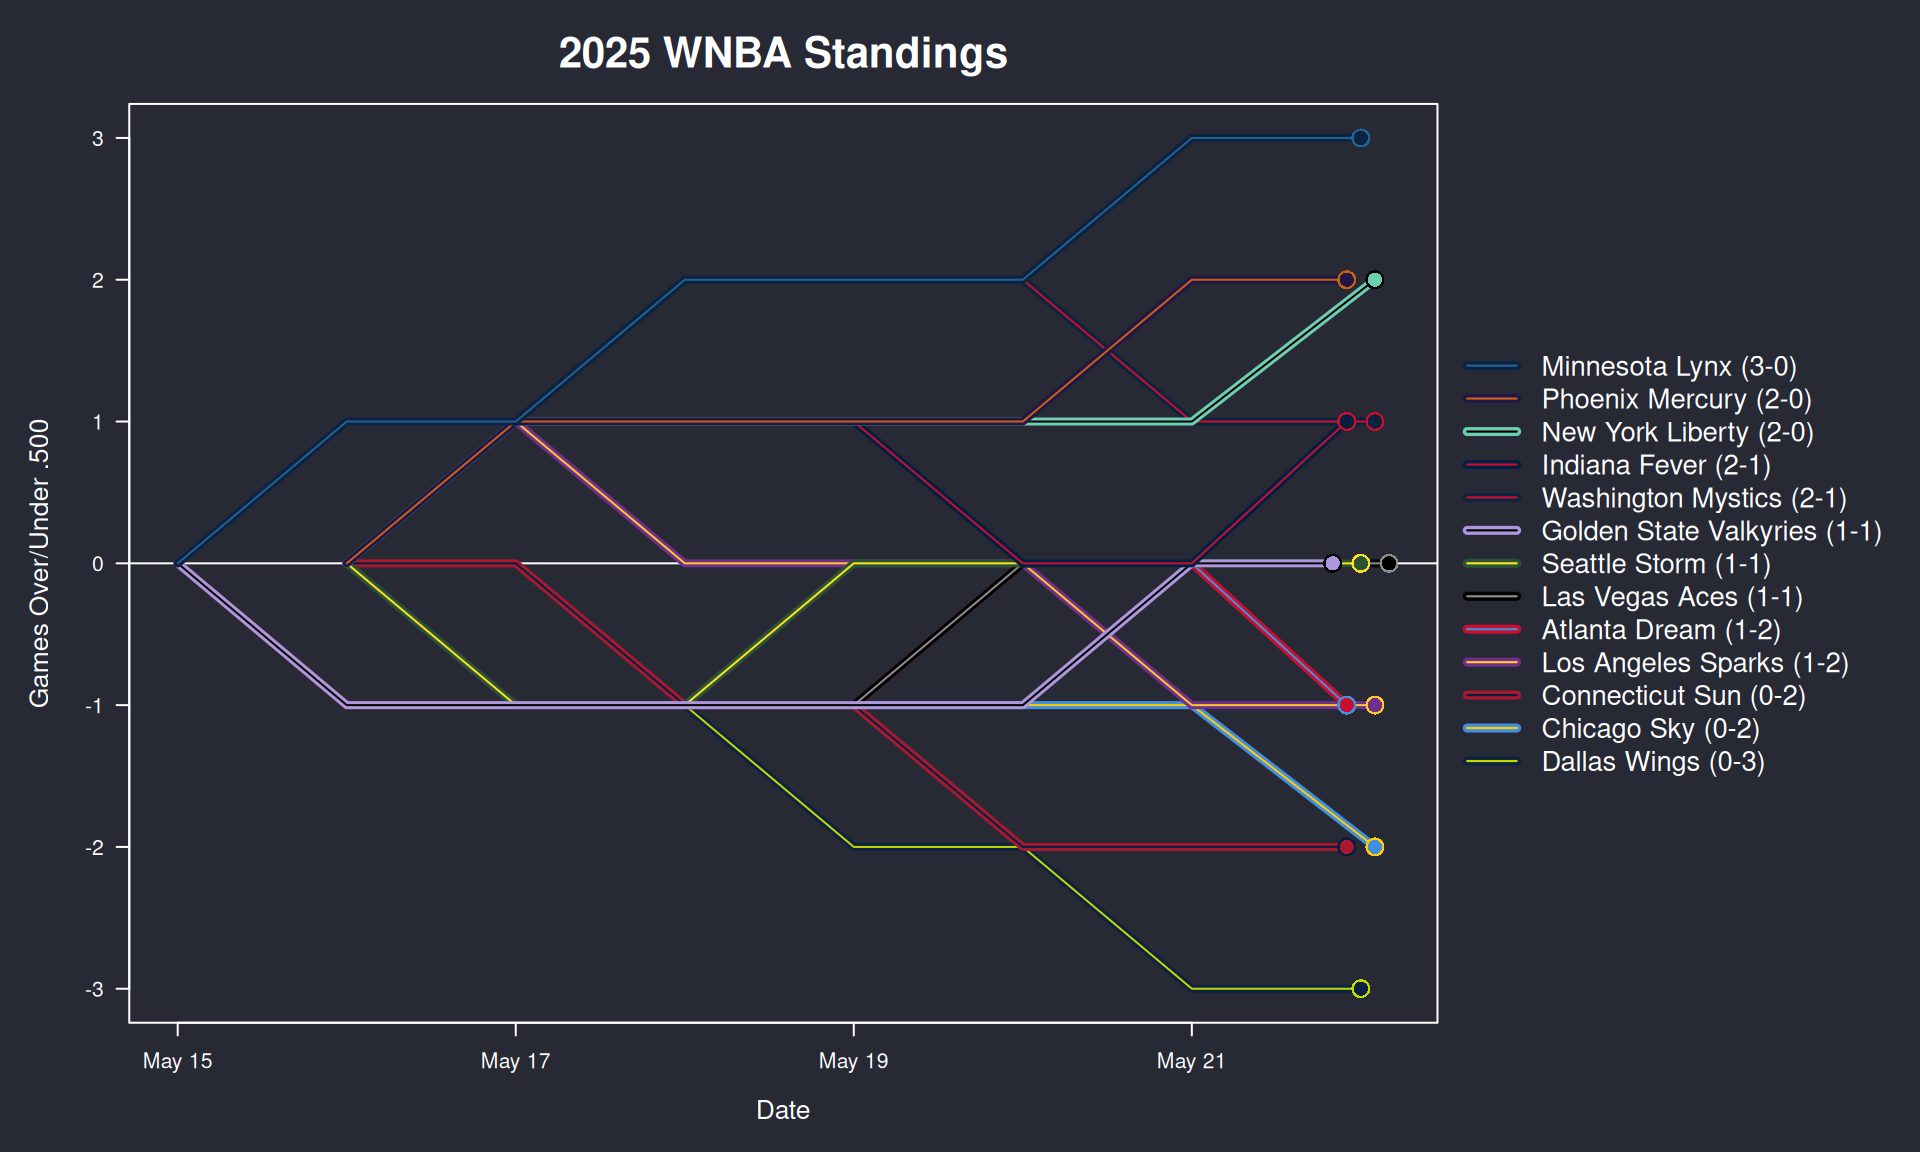 2025 WNBA Standings
Games Over/Under .500
3
2
1
0
-1
-2
-3
May 15
May 17
May 19
May 21
Date
Minnesota Lynx (3-0)
Phoenix Mercury (2-0)
New York Liberty (2-0)
Indiana Fever (2-1)
Washington Mystics (2-1)
Golden State Valkyries (1-1)
Seattle Storm (1-1)
Las Vegas Aces (1-1)
Atlanta Dream (1-2)
Los Angeles Sparks (1-2)
Connecticut Sun (0-2)
Chicago Sky (0-2)
Dallas Wings (0-3)